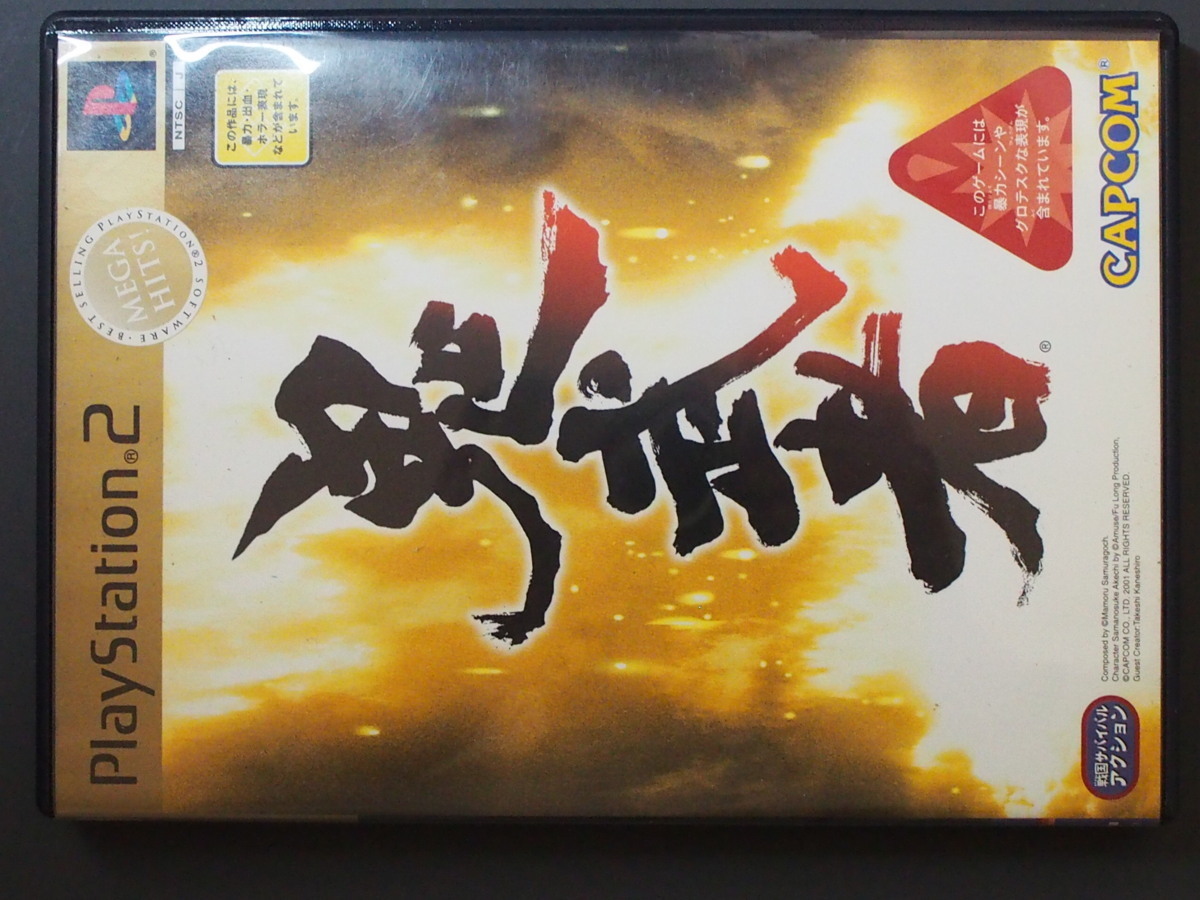 PlayStation®2
BEST SELLING PLAYSTATION®2 SOFTWARE
MEGA
HITS!
®
NTSC J
この作品には、
暴力・出血・
ホラー表現
などが含まれて
います。
鬼武者
®
このゲームには
暴力シーンや
グロテスクな表現が
含まれています。
戦国サバイバル
アクション
Composed by ©Mamoru Samuragoch.
Character Samanosuke Akechi by ©Amuse/Fu Long Production,
©CAPCOM CO., LTD. 2001 ALL RIGHTS RESERVED.
Guest Creator:Takeshi Kaneshiro
CAPCOM®